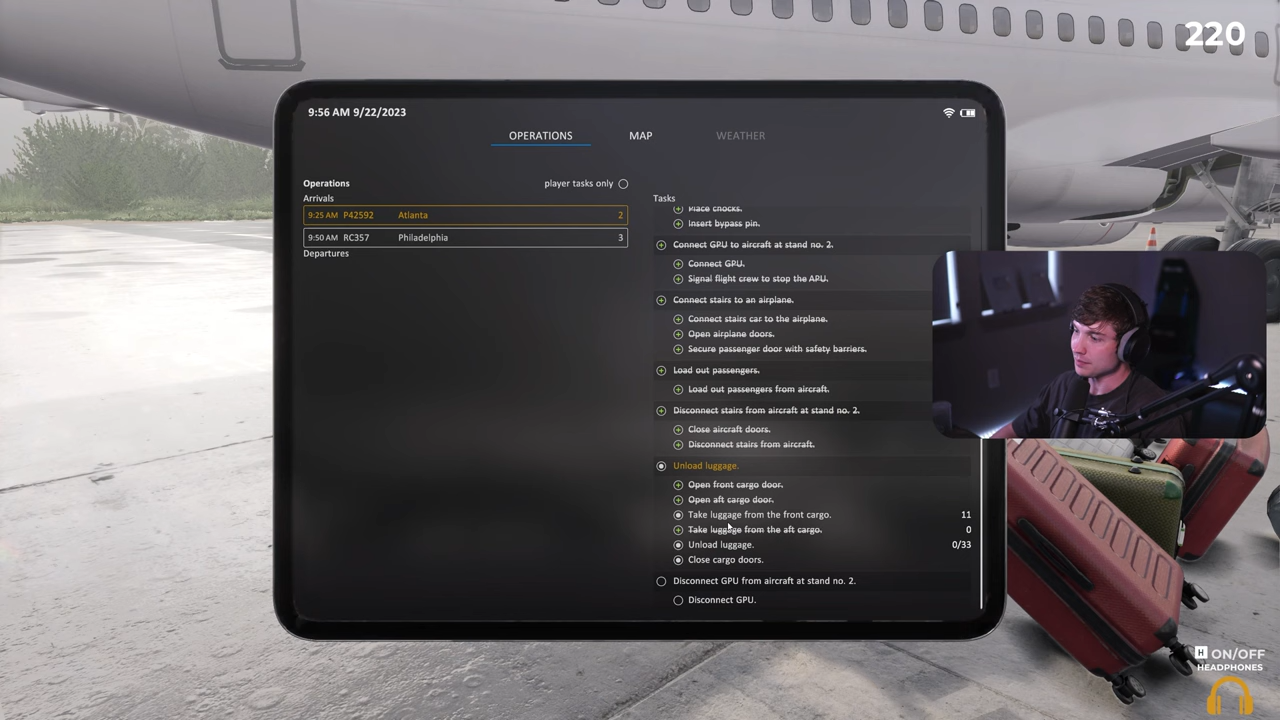 220
9:56 AM 9/22/2023
OPERATIONS MAP WEATHER
Operations player tasks only
Arrivals
9:25 AM P42592 Atlanta 2
9:50 AM RC357 Philadelphia 3
Departures
Tasks
Place chocks.
Insert bypass pin.
Connect GPU to aircraft at stand no. 2.
Connect GPU.
Signal flight crew to stop the APU.
Connect stairs to an airplane.
Connect stairs car to the airplane.
Open airplane doors.
Secure passenger door with safety barriers.
Load out passengers.
Load out passengers from aircraft.
Disconnect stairs from aircraft at stand no. 2.
Close aircraft doors.
Disconnect stairs from aircraft.
Unload luggage.
Open front cargo door.
Open aft cargo door.
Take luggage from the front cargo. 11
Take luggage from the aft cargo. 0
Unload luggage. 0/33
Close cargo doors.
Disconnect GPU from aircraft at stand no. 2.
Disconnect GPU.
H ON/OFF
HEADPHONES